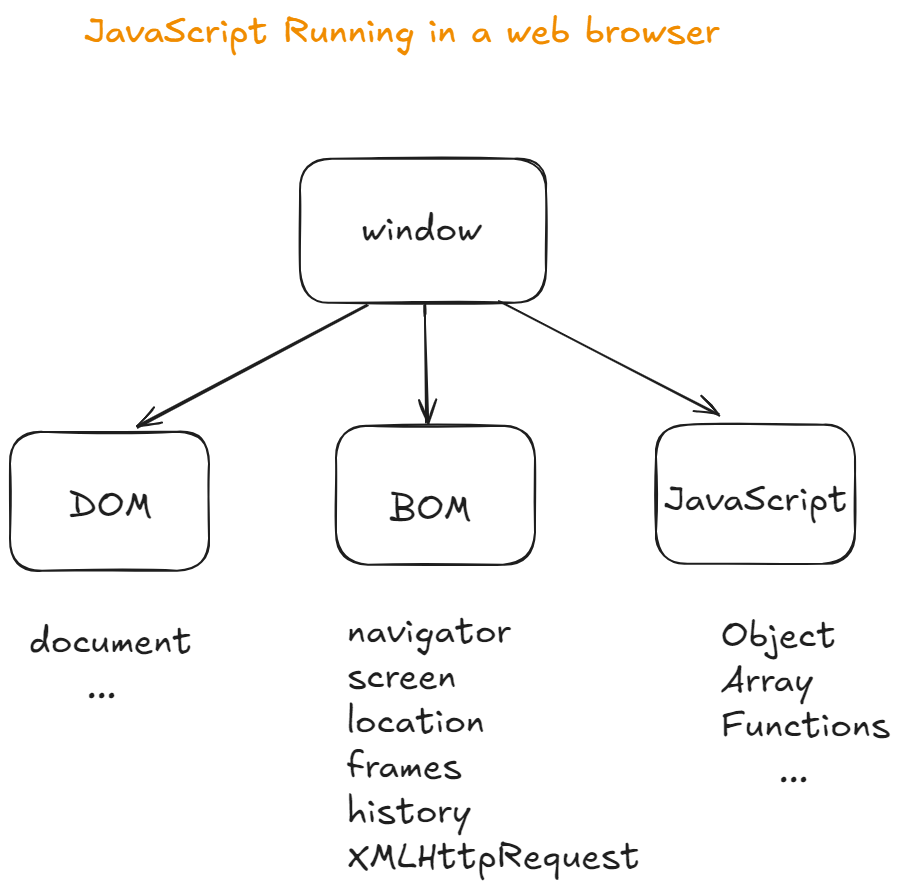 JavaScript Running in a web browser
window
DOM
BOM
JavaScript
document
...
navigator
screen
location
frames
history
XMLHttpRequest
Object
Array
Functions
...